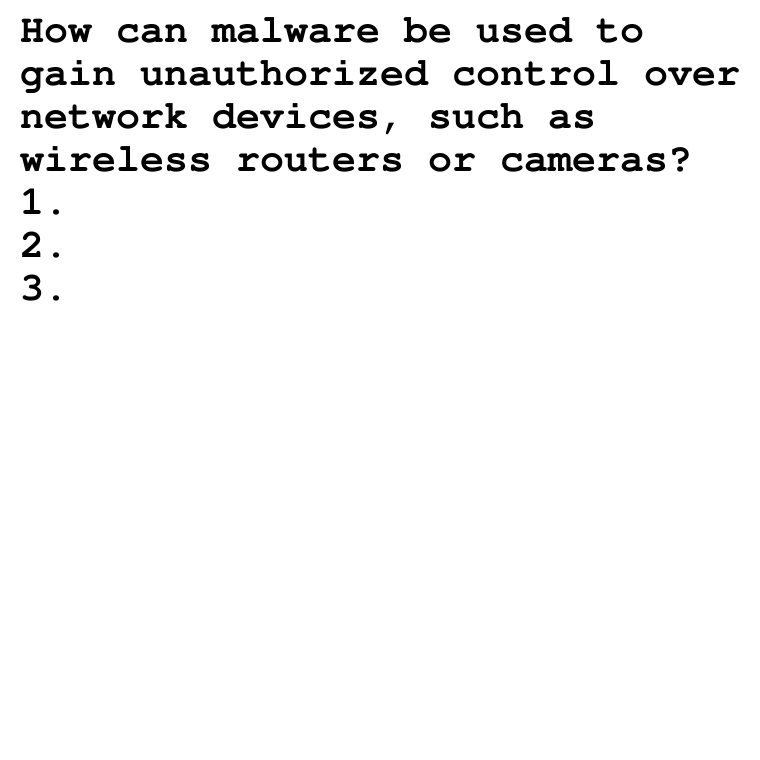 How can malware be used to
gain unauthorized control over
network devices, such as
wireless routers or cameras?
1.
2.
3.